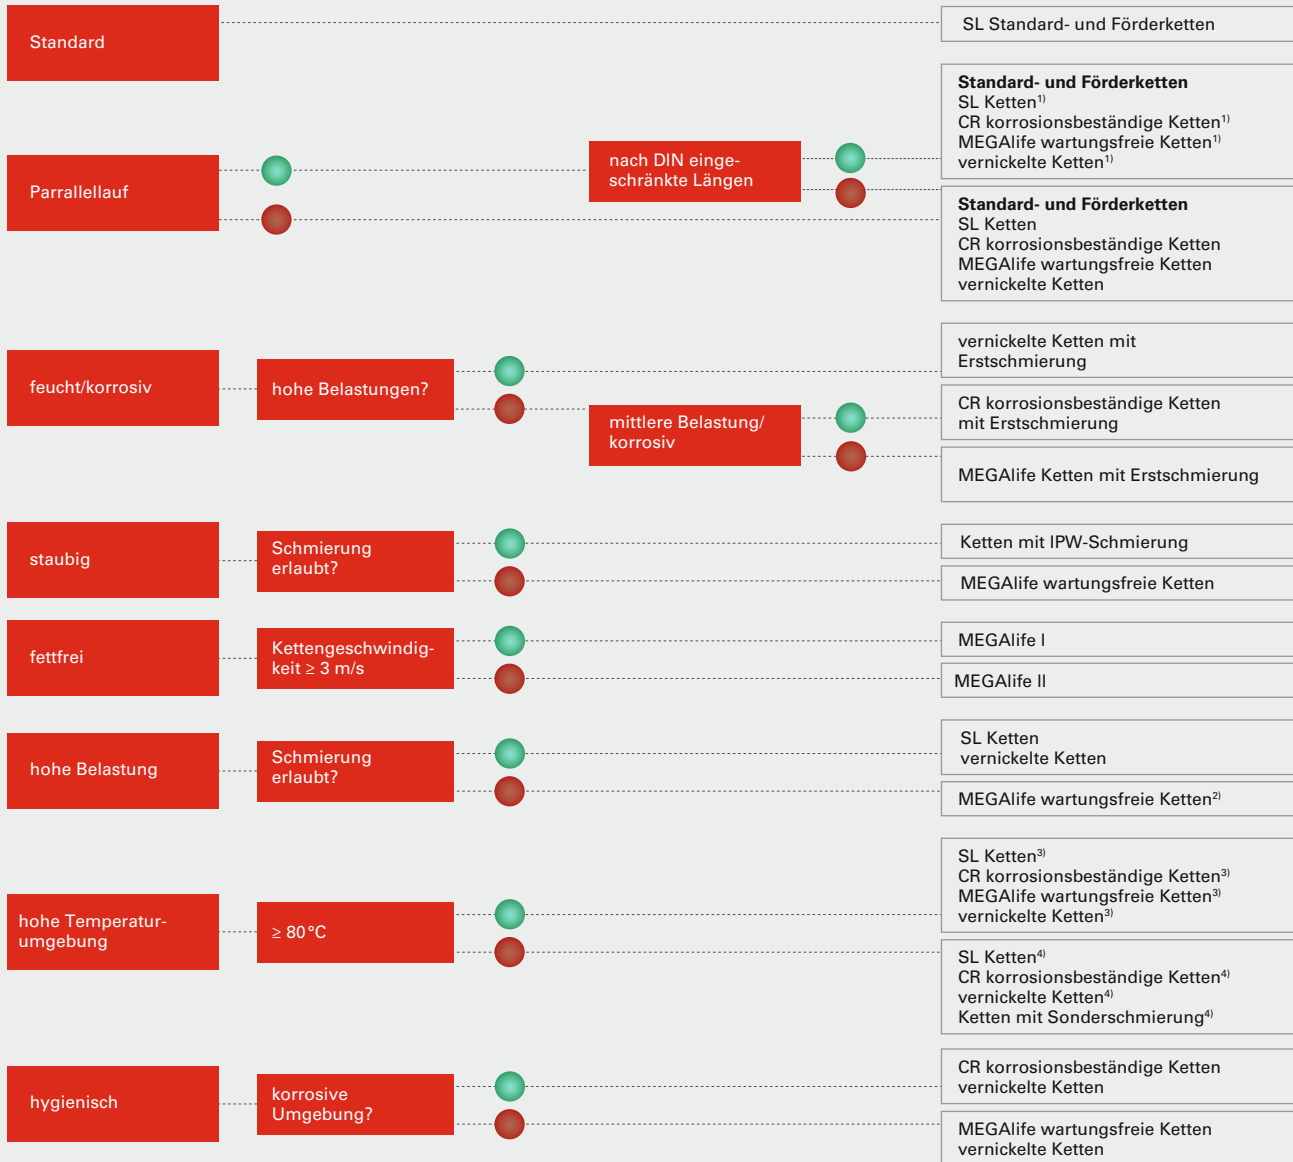 Standard
SL Standard- und Förderketten
Parrallellauf
nach DIN einge-
schränkte Längen
Standard- und Förderketten
SL Ketten1)
CR korrosionsbeständige Ketten1)
MEGAlife wartungsfreie Ketten1)
vernickelte Ketten1)
Standard- und Förderketten
SL Ketten
CR korrosionsbeständige Ketten
MEGAlife wartungsfreie Ketten
vernickelte Ketten
feucht/korrosiv
hohe Belastungen?
vernickelte Ketten mit
Erstschmierung
mittlere Belastung/
korrosiv
CR korrosionsbeständige Ketten
mit Erstschmierung
MEGAlife Ketten mit Erstschmierung
staubig
Schmierung
erlaubt?
Ketten mit IPW-Schmierung
MEGAlife wartungsfreie Ketten
fettfrei
Kettengeschwindig-
keit ≥ 3 m/s
MEGAlife I
MEGAlife II
hohe Belastung
Schmierung
erlaubt?
SL Ketten
vernickelte Ketten
MEGAlife wartungsfreie Ketten2)
hohe Temperatur-
umgebung
≥ 80 °C
SL Ketten3)
CR korrosionsbeständige Ketten3)
MEGAlife wartungsfreie Ketten3)
vernickelte Ketten3)
SL Ketten4)
CR korrosionsbeständige Ketten4)
vernickelte Ketten4)
Ketten mit Sonderschmierung4)
hygienisch
korrosive
Umgebung?
CR korrosionsbeständige Ketten
vernickelte Ketten
MEGAlife wartungsfreie Ketten
vernickelte Ketten